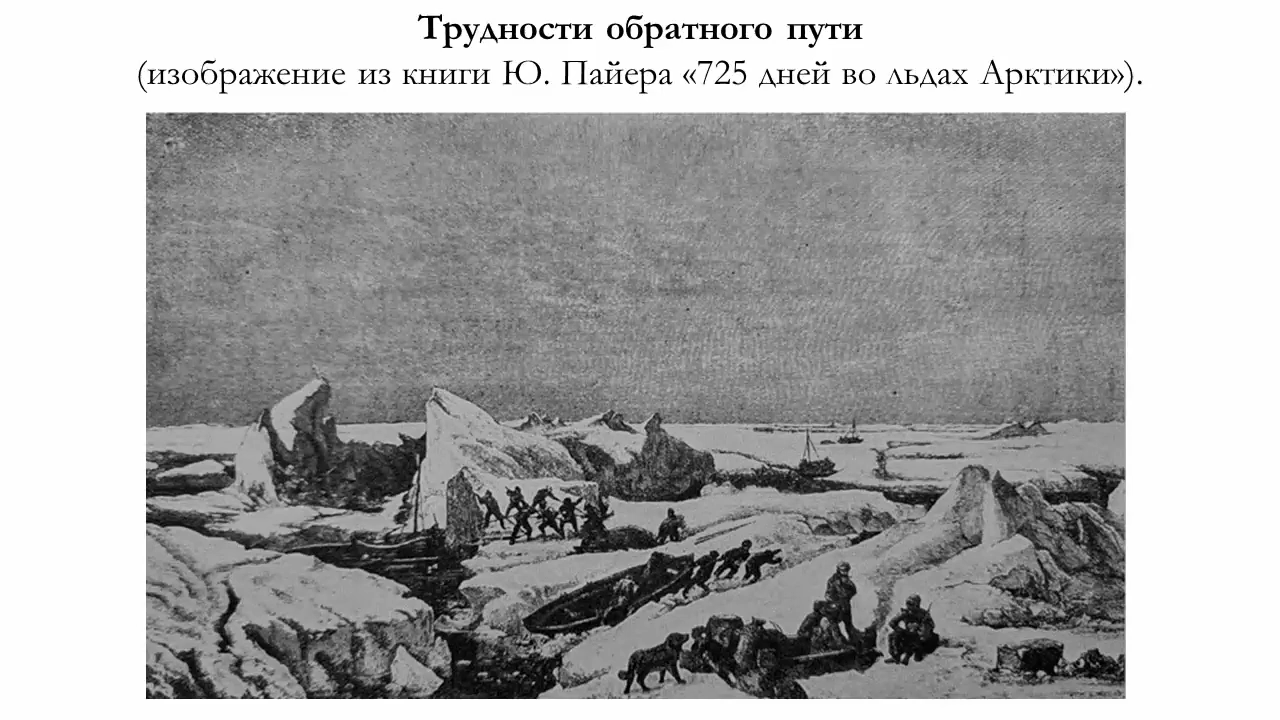 Трудности обратного пути
(изображение из книги Ю. Пайера «725 дней во льдах Арктики»).